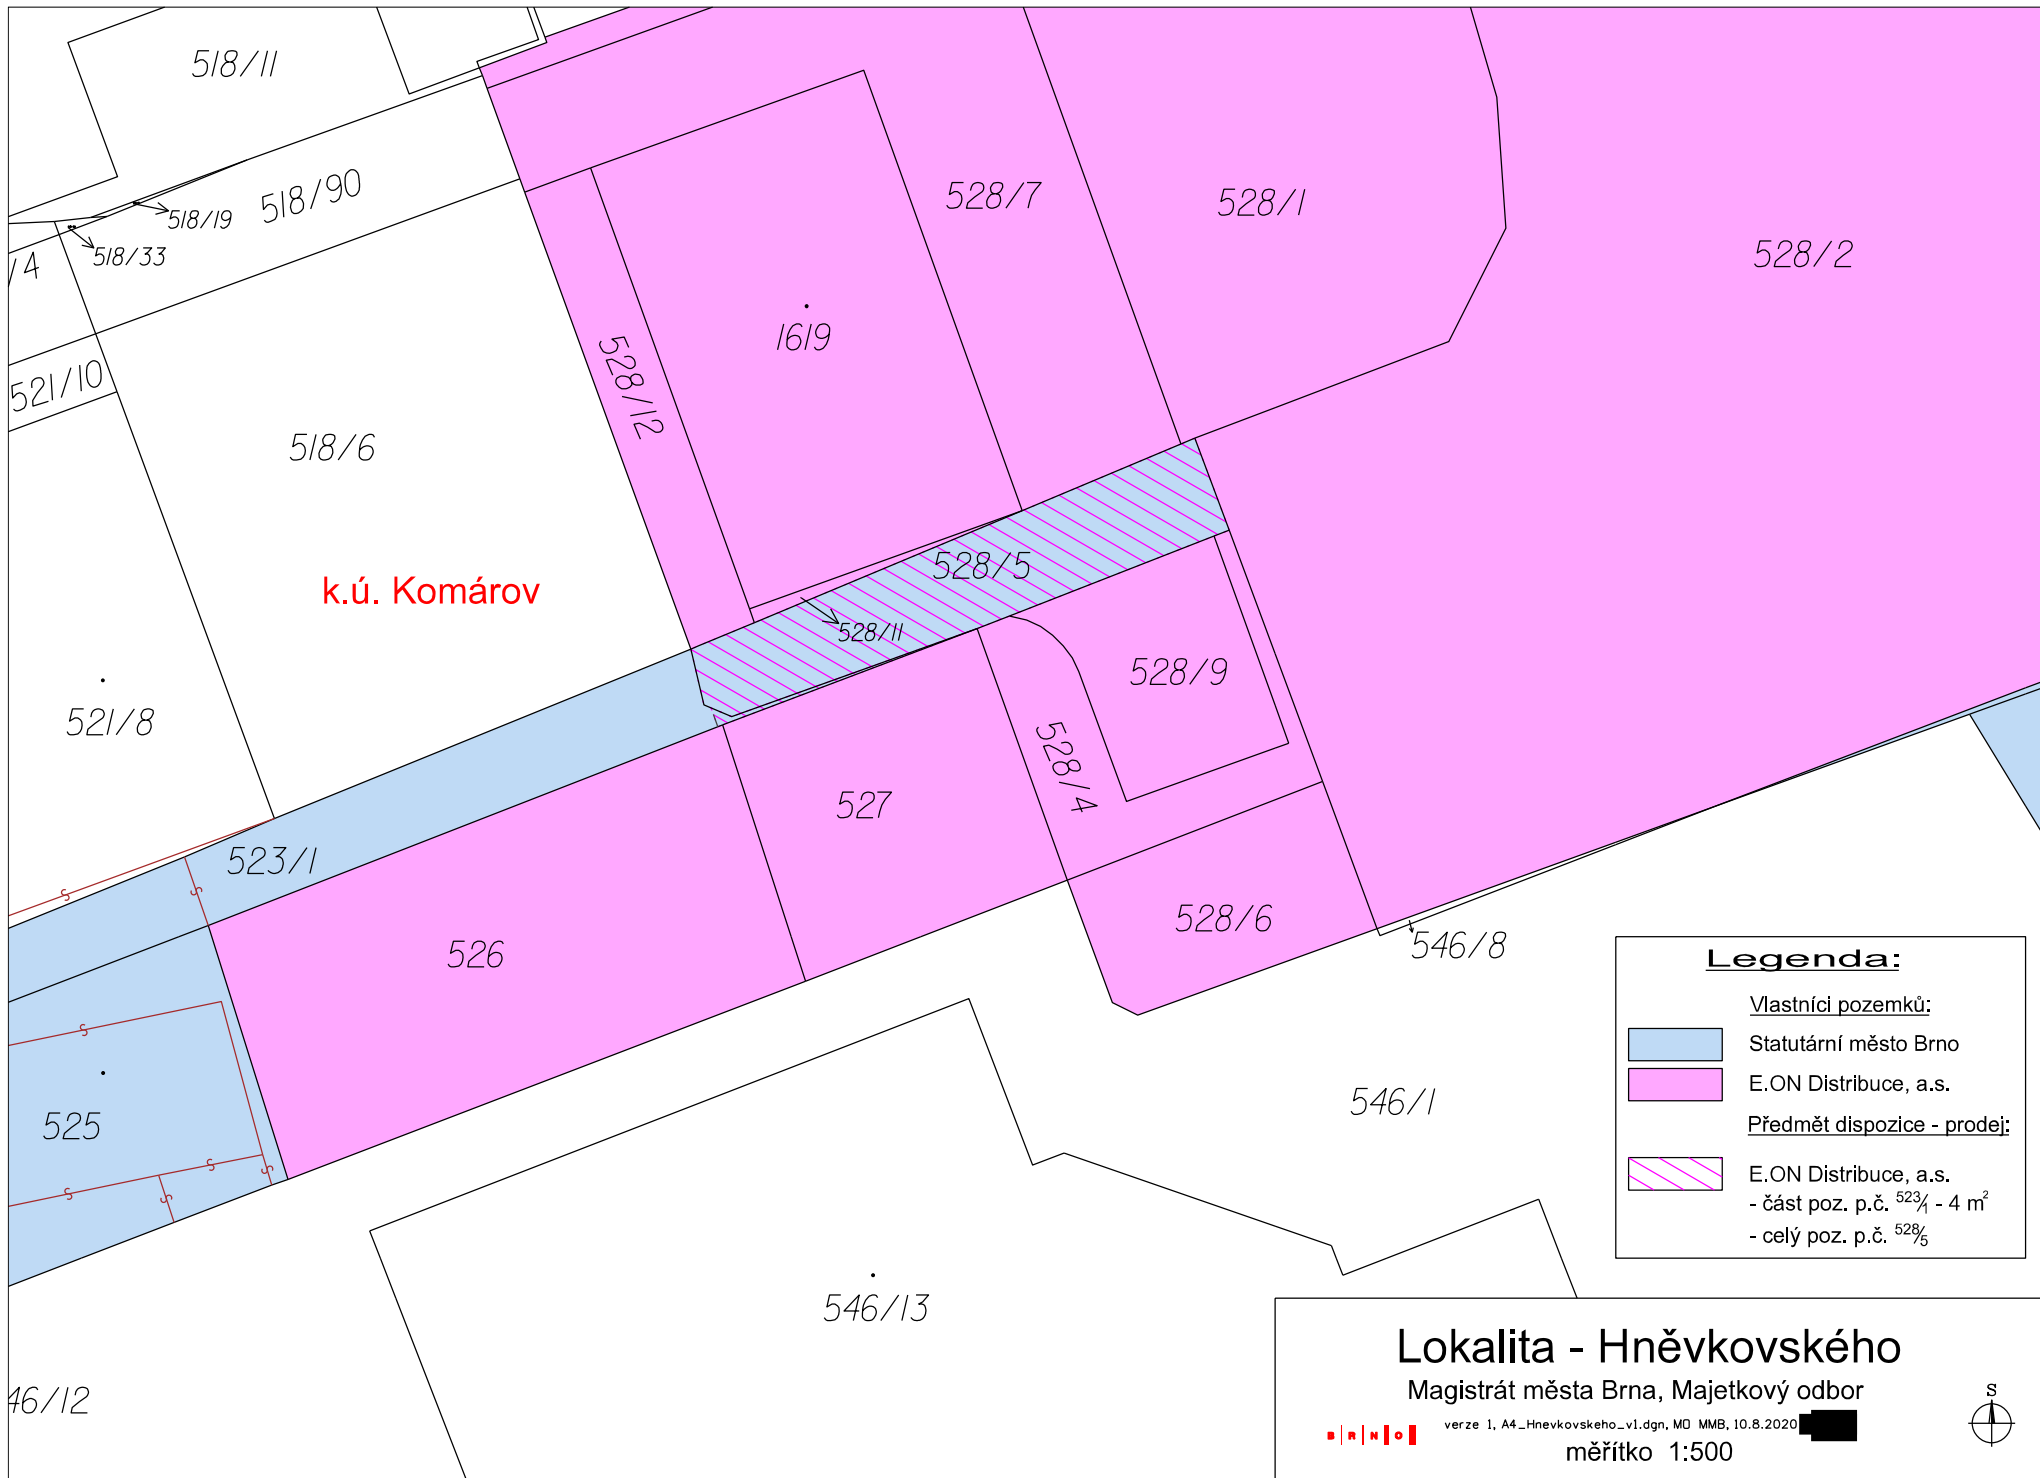 518/11
518/90
518/19
518/33
/4
521/10
518/6
528/7
528/1
528/2
1619
528/12
k.ú. Komárov
528/5
528/11
528/9
521/8
528/4
527
523/1
526
528/6
546/8
525
546/1
546/13
46/12
Legenda:
Vlastníci pozemků:
Statutární město Brno
E.ON Distribuce, a.s.
Předmět dispozice - prodej:
E.ON Distribuce, a.s.
- část poz. p.č. 523/1 - 4 m²
- celý poz. p.č. 528/5
Lokalita - Hněvkovského
Magistrát města Brna, Majetkový odbor
verze 1, A4_Hnevkovskeho_v1.dgn, MO MMB, 10.8.2020
BRNO
měřítko 1:500
S